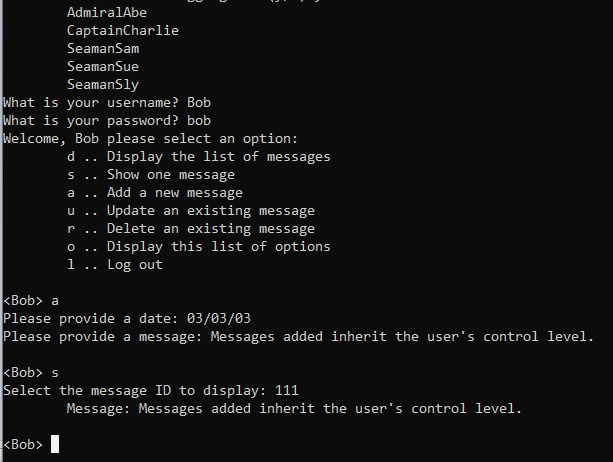 AdmiralAbe
CaptainCharlie
SeamanSam
SeamanSue
SeamanSly
What is your username? Bob
What is your password? bob
Welcome, Bob please select an option:
d .. Display the list of messages
s .. Show one message
a .. Add a new message
u .. Update an existing message
r .. Delete an existing message
o .. Display this list of options
l .. Log out
<Bob> a
Please provide a date: 03/03/03
Please provide a message: Messages added inherit the user's control level.
<Bob> s
Select the message ID to display: 111
Message: Messages added inherit the user's control level.
<Bob>